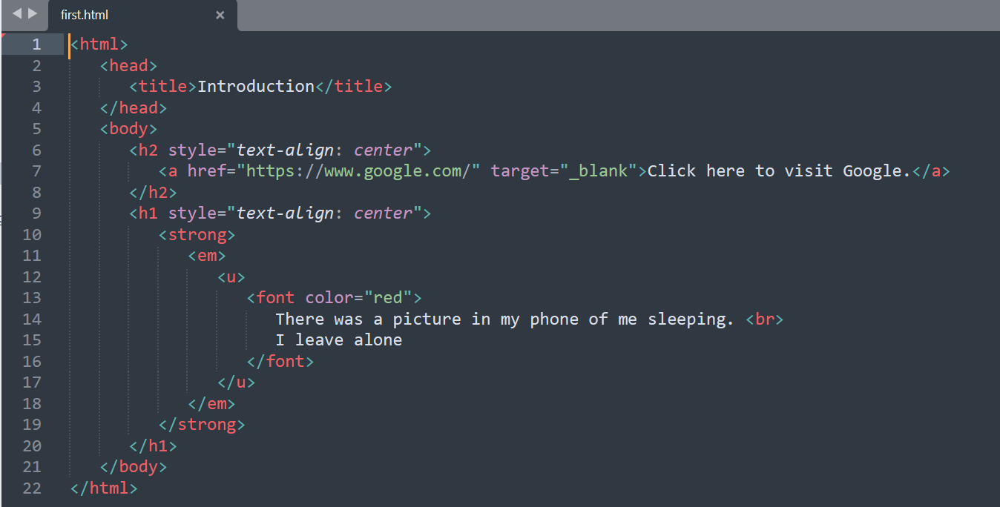 first.html
1 <html>
2 <head>
3 <title>Introduction</title>
4 </head>
5 <body>
6 <h2 style="text-align: center">
7 <a href="https://www.google.com/" target="_blank">Click here to visit Google.</a>
8 </h2>
9 <h1 style="text-align: center">
10 <strong>
11 <em>
12 <u>
13 <font color="red">
14 There was a picture in my phone of me sleeping. <br>
15 I leave alone
16 </font>
17 </u>
18 </em>
19 </strong>
20 </h1>
21 </body>
22 </html>